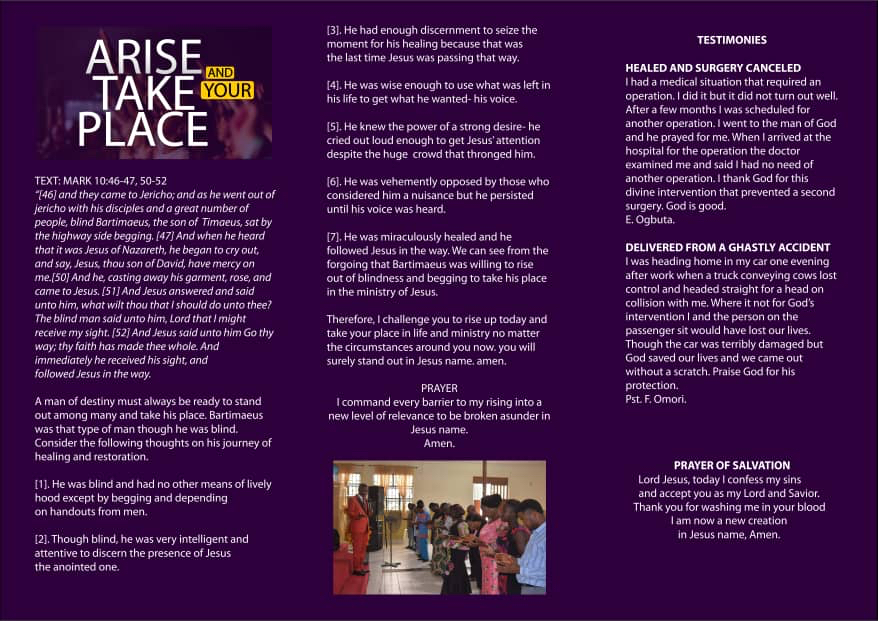 ARISE
AND
TAKE YOUR
PLACE
TEXT: MARK 10:46-47, 50-52
“[46] and they came to Jericho; and as he went out of
jericho with his disciples and a great number of
people, blind Bartimaeus, the son of Timaeus, sat by
the highway side begging. [47] And when he heard
that it was Jesus of Nazareth, he began to cry out,
and say, Jesus, thou son of David, have mercy on
me.[50] And he, casting away his garment, rose, and
came to Jesus. [51] And Jesus answered and said
unto him, what wilt thou that I should do unto thee?
The blind man said unto him, Lord that I might
receive my sight. [52] And Jesus said unto him Go thy
way; thy faith has made thee whole. And
immediately he received his sight, and
followed Jesus in the way.
A man of destiny must always be ready to stand
out among many and take his place. Bartimaeus
was that type of man though he was blind.
Consider the following thoughts on his journey of
healing and restoration.
[1]. He was blind and had no other means of lively
hood except by begging and depending
on handouts from men.
[2]. Though blind, he was very intelligent and
attentive to discern the presence of Jesus
the anointed one.
[3]. He had enough discernment to seize the
moment for his healing because that was
the last time Jesus was passing that way.
[4]. He was wise enough to use what was left in
his life to get what he wanted- his voice.
[5]. He knew the power of a strong desire- he
cried out loud enough to get Jesus’ attention
despite the huge crowd that thronged him.
[6]. He was vehemently opposed by those who
considered him a nuisance but he persisted
until his voice was heard.
[7]. He was miraculously healed and he
followed Jesus in the way. We can see from the
forgoing that Bartimaeus was willing to rise
out of blindness and begging to take his place
in the ministry of Jesus.
Therefore, I challenge you to rise up today and
take your place in life and ministry no matter
the circumstances around you now. you will
surely stand out in Jesus name. amen.
PRAYER
I command every barrier to my rising into a
new level of relevance to be broken asunder in
Jesus name.
Amen.
TESTIMONIES
HEALED AND SURGERY CANCELED
I had a medical situation that required an
operation. I did it but it did not turn out well.
After a few months I was scheduled for
another operation. I went to the man of God
and he prayed for me. When I arrived at the
hospital for the operation the doctor
examined me and said I had no need of
another operation. I thank God for this
divine intervention that prevented a second
surgery. God is good.
E. Ogbuta.
DELIVERED FROM A GHASTLY ACCIDENT
I was heading home in my car one evening
after work when a truck conveying cows lost
control and headed straight for a head on
collision with me. Where it not for God’s
intervention I and the person on the
passenger sit would have lost our lives.
Though the car was terribly damaged but
God saved our lives and we came out
without a scratch. Praise God for his
protection.
Pst. F. Omori.
PRAYER OF SALVATION
Lord Jesus, today I confess my sins
and accept you as my Lord and Savior.
Thank you for washing me in your blood
I am now a new creation
in Jesus name, Amen.